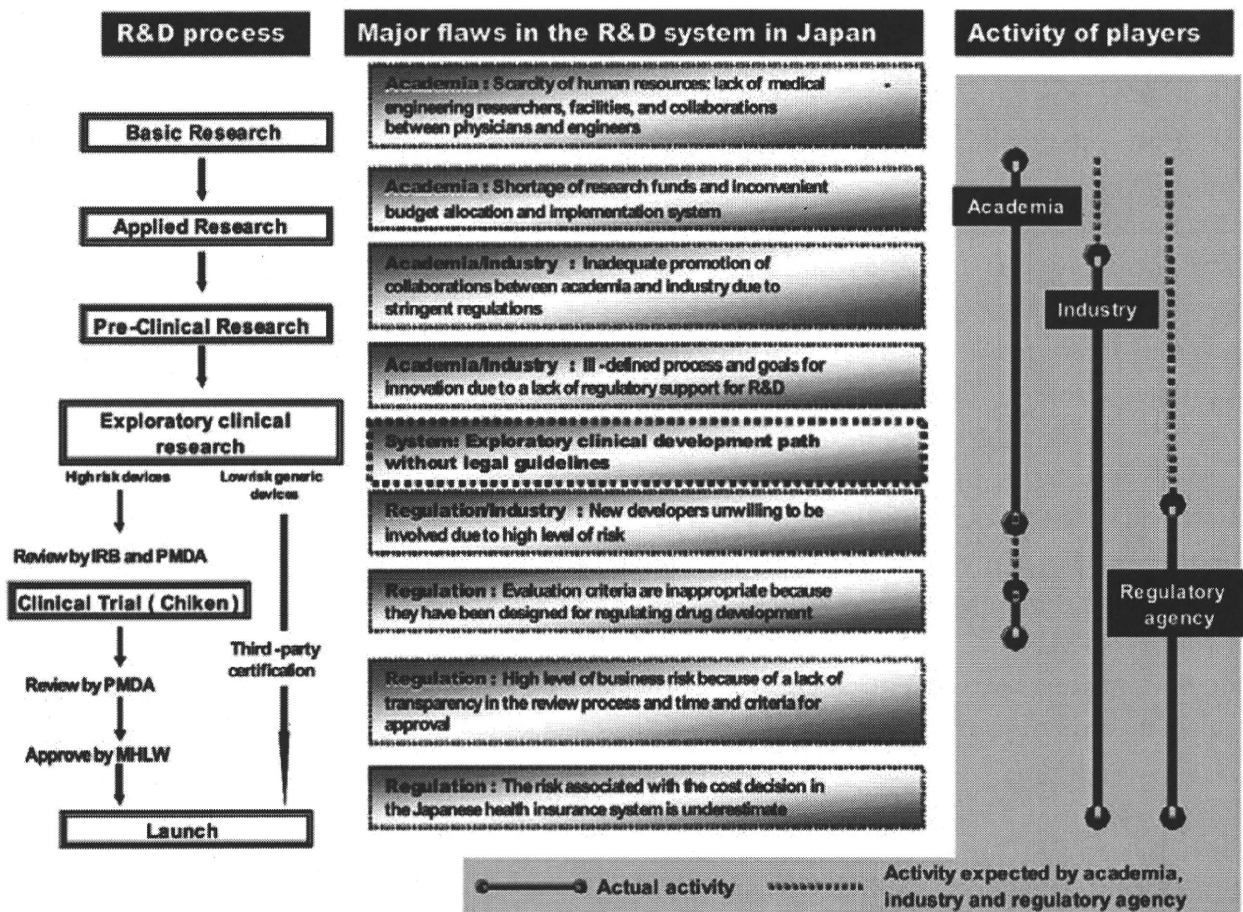 R&D process
Basic Research
Applied Research
Pre-Clinical Research
Exploratory clinical
research
High risk devices
Low risk generic
devices
Review by IRB and PMDA
Clinical Trial ( Chiken)
Third -party
certification
Review by PMDA
Approve by MHLW
Launch
Major flaws in the R&D system in Japan
Academia : Scarcity of human resources: lack of medical
engineering researchers, facilities, and collaborations
between physicians and engineers
Academia : Shortage of research funds and inconvenient
budget allocation and implementation system
Academia/Industry : Inadequate promotion of
collaborations between academia and industry due to
stringent regulations
Academia/Industry : Ill -defined process and goals for
innovation due to a lack of regulatory support for R&D
System: Exploratory clinical development path
without legal guidelines
Regulation/Industry : New developers unwilling to be
involved due to high level of risk
Regulation : Evaluation criteria are inappropriate because
they have been designed for regulating drug development
Regulation : High level of business risk because of a lack of
transparency in the review process and time and criteria for
approval
Regulation : The risk associated with the cost decision in
the Japanese health insurance system is underestimate
Activity of players
Academia
Industry
Regulatory
agency
Actual activity
Activity expected by academia,
industry and regulatory agency